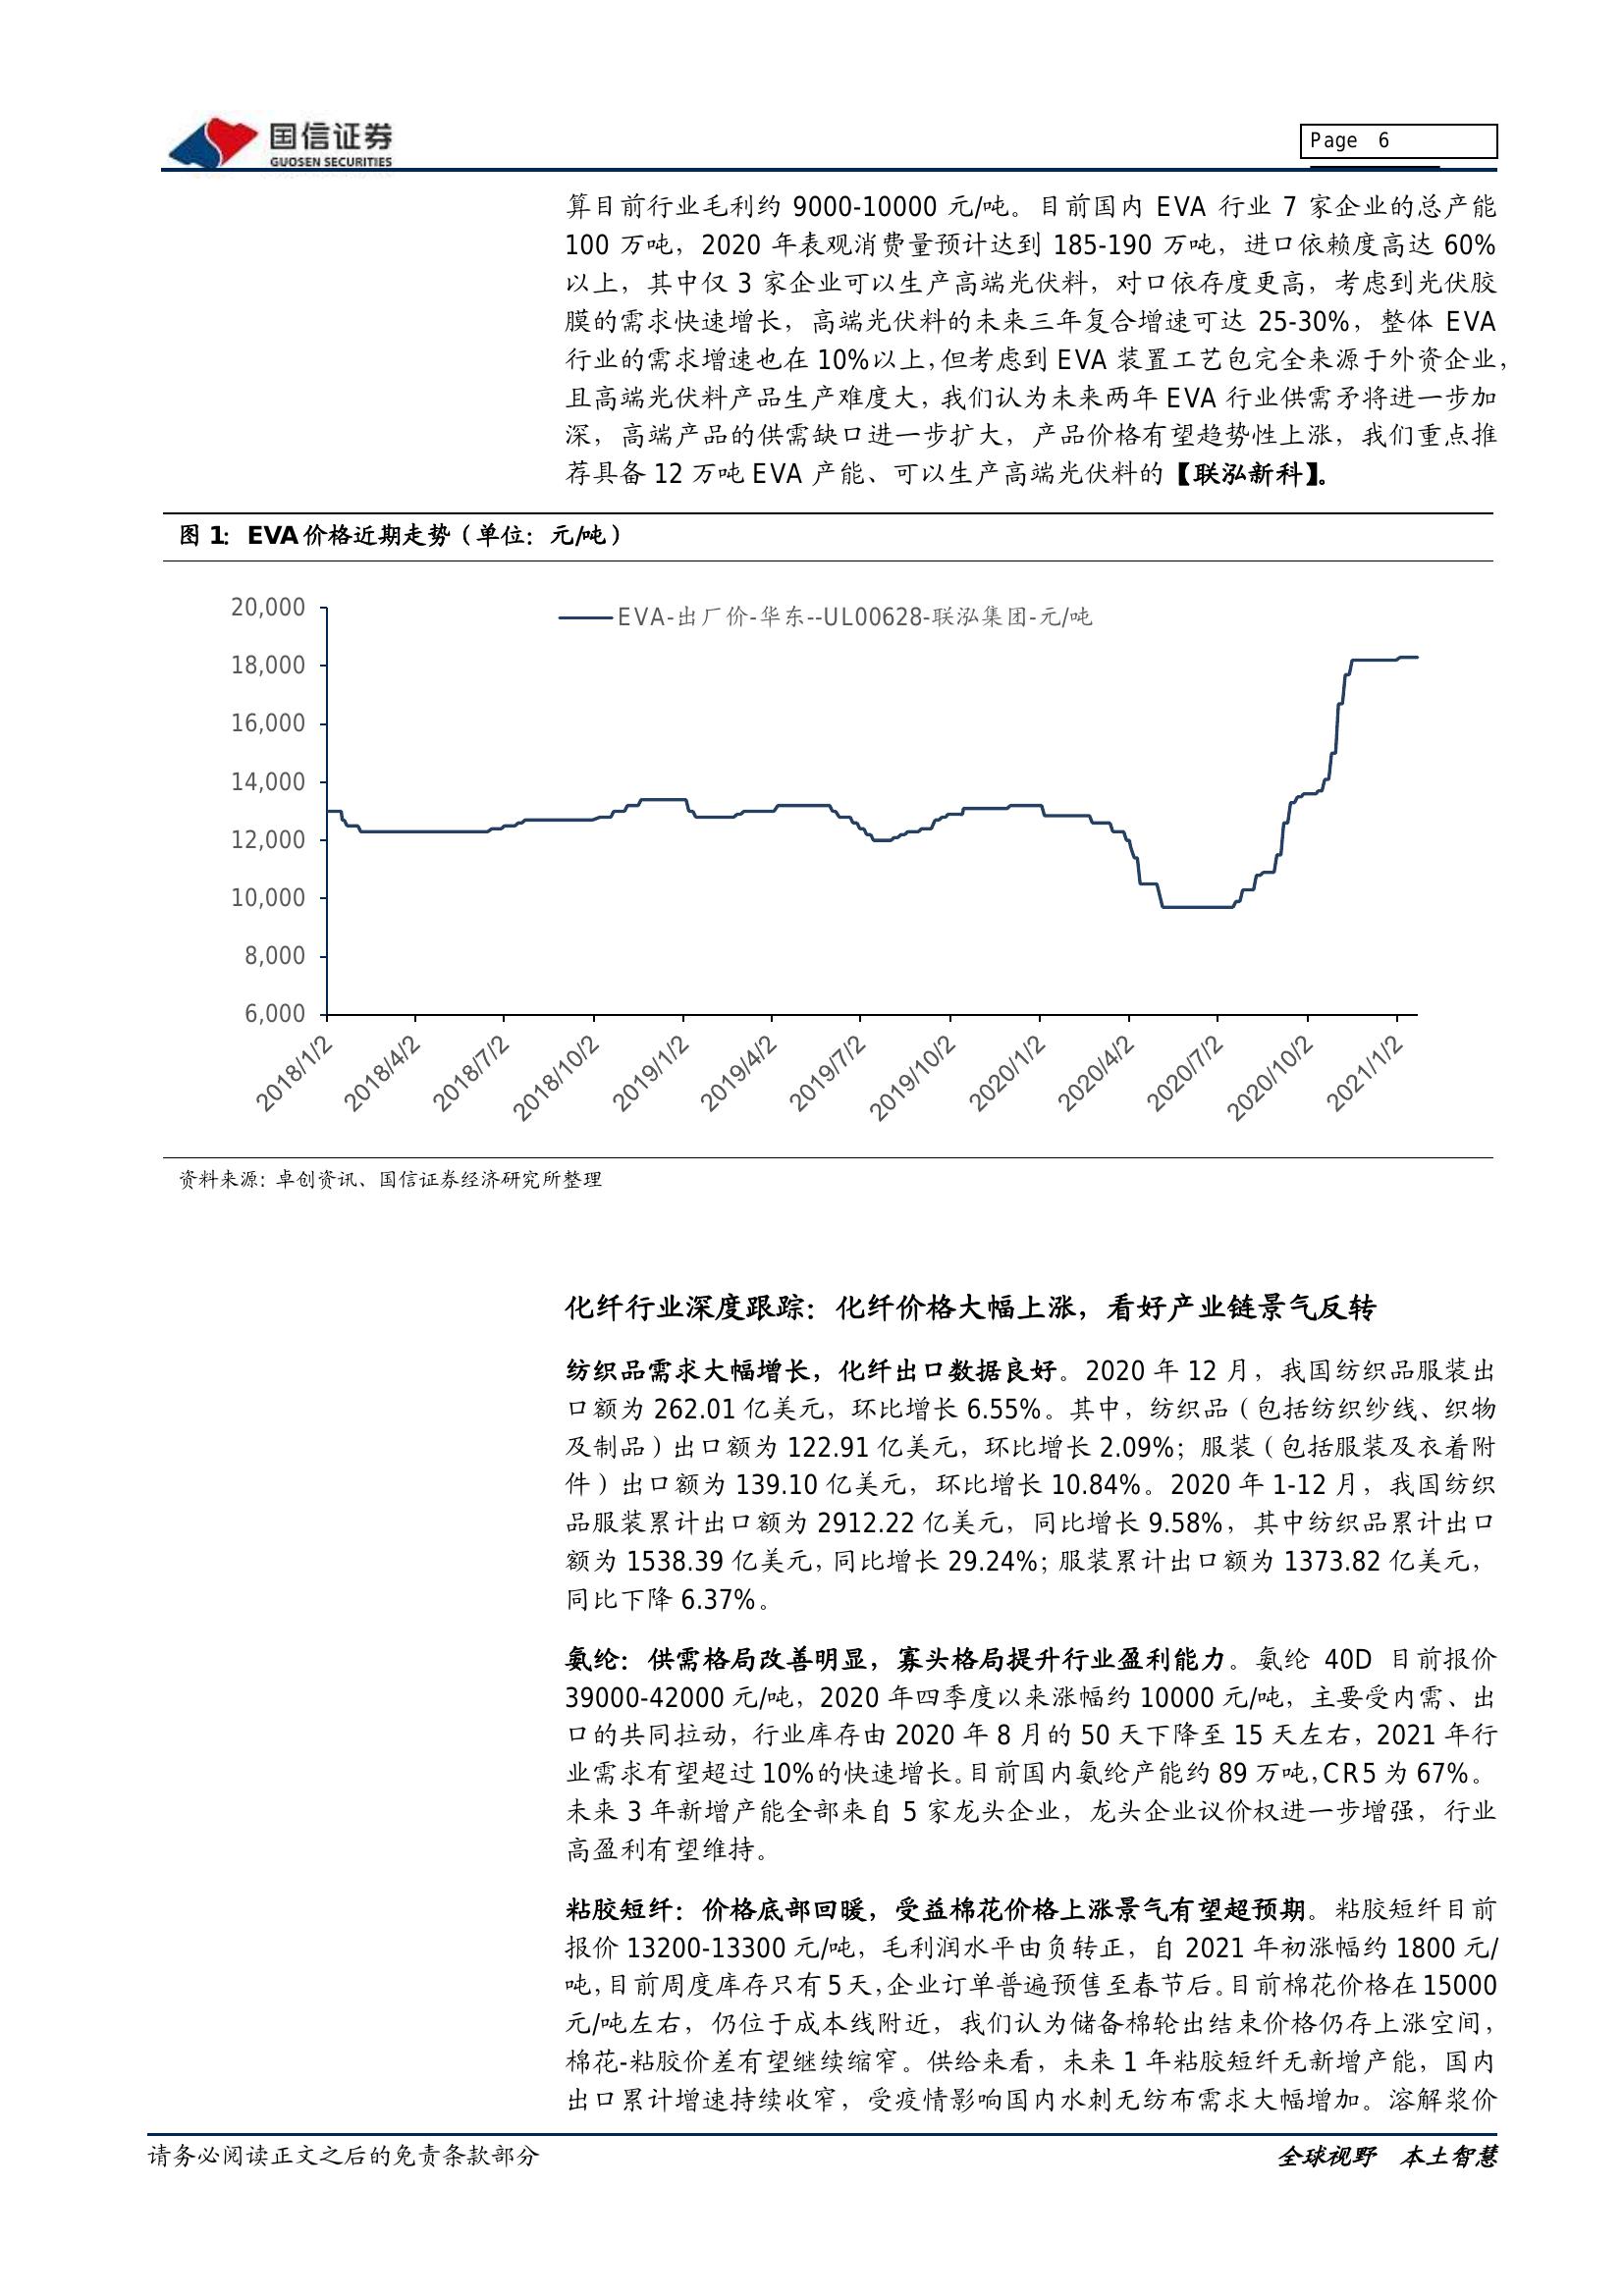 国信证券
GUOSEN SECURITIES
Page 6
算目前行业毛利约 9000-10000 元/吨。目前国内 EVA 行业 7 家企业的总产能
100 万吨，2020 年表观消费量预计达到 185-190 万吨，进口依赖度高达 60%
以上，其中仅 3 家企业可以生产高端光伏料，对口依存度更高，考虑到光伏胶
膜的需求快速增长，高端光伏料的未来三年复合增速可达 25-30%，整体 EVA
行业的需求增速也在 10%以上，但考虑到 EVA 装置工艺包完全来源于外资企业，
且高端光伏料产品生产难度大，我们认为未来两年 EVA 行业供需矛将进一步加
深，高端产品的供需缺口进一步扩大，产品价格有望趋势性上涨，我们重点推
荐具备 12 万吨 EVA 产能、可以生产高端光伏料的【联泓新科】。
图 1：EVA 价格近期走势（单位：元/吨）
EVA-出厂价-华东--UL00628-联泓集团-元/吨
20,000
18,000
16,000
14,000
12,000
10,000
8,000
6,000
2018/1/2
2018/4/2
2018/7/2
2018/10/2
2019/1/2
2019/4/2
2019/7/2
2019/10/2
2020/1/2
2020/4/2
2020/7/2
2020/10/2
2021/1/2
资料来源：卓创资讯、国信证券经济研究所整理
化纤行业深度跟踪：化纤价格大幅上涨，看好产业链景气反转
纺织品需求大幅增长，化纤出口数据良好。2020 年 12 月，我国纺织品服装出
口额为 262.01 亿美元，环比增长 6.55%。其中，纺织品（包括纺织纱线、织物
及制品）出口额为 122.91 亿美元，环比增长 2.09%；服装（包括服装及衣着附
件）出口额为 139.10 亿美元，环比增长 10.84%。2020 年 1-12 月，我国纺织
品服装累计出口额为 2912.22 亿美元，同比增长 9.58%，其中纺织品累计出口
额为 1538.39 亿美元，同比增长 29.24%；服装累计出口额为 1373.82 亿美元，
同比下降 6.37%。
氨纶：供需格局改善明显，寡头格局提升行业盈利能力。氨纶 40D 目前报价
39000-42000 元/吨，2020 年四季度以来涨幅约 10000 元/吨，主要受内需、出
口的共同拉动，行业库存由 2020 年 8 月的 50 天下降至 15 天左右，2021 年行
业需求有望超过 10%的快速增长。目前国内氨纶产能约 89 万吨，CR5 为 67%。
未来 3 年新增产能全部来自 5 家龙头企业，龙头企业议价权进一步增强，行业
高盈利有望维持。
粘胶短纤：价格底部回暖，受益棉花价格上涨景气有望超预期。粘胶短纤目前
报价 13200-13300 元/吨，毛利润水平由负转正，自 2021 年初涨幅约 1800 元/
吨，目前周度库存只有 5 天，企业订单普遍预售至春节后。目前棉花价格在 15000
元/吨左右，仍位于成本线附近，我们认为储备棉轮出结束价格仍存上涨空间，
棉花-粘胶价差有望继续缩窄。供给来看，未来 1 年粘胶短纤无新增产能，国内
出口累计增速持续收窄，受疫情影响国内水刺无纺布需求大幅增加。溶解浆价
请务必阅读正文之后的免责条款部分
全球视野 本土智慧